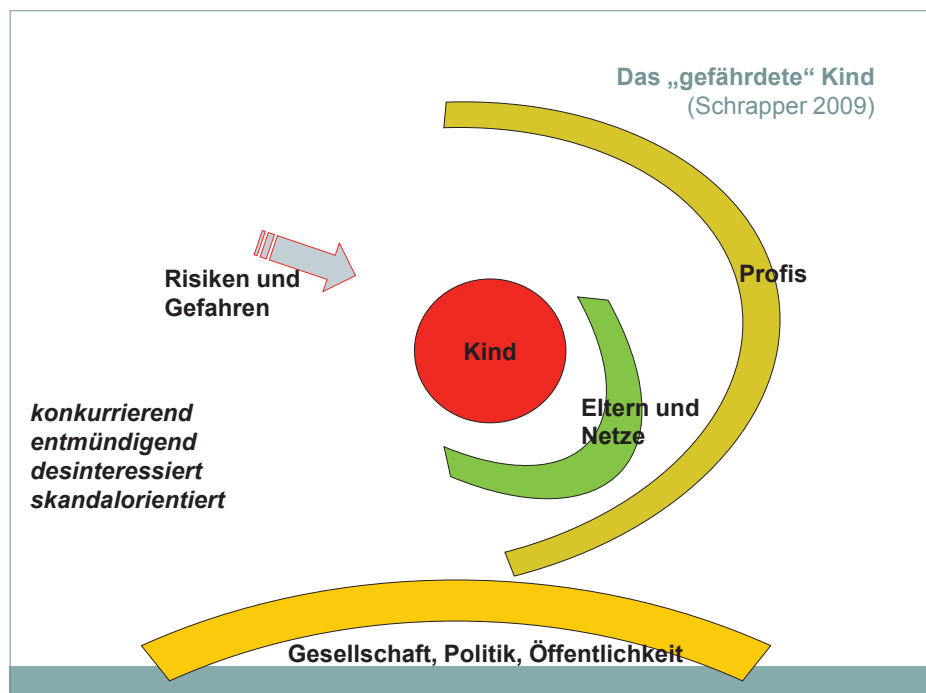 Das „gefährdete“ Kind
(Schrapper 2009)
Risiken und
Gefahren
Profis
Kind
Eltern und
Netze
konkurrierend
entmündigend
desinteressiert
skandalorientiert
Gesellschaft, Politik, Öffentlichkeit